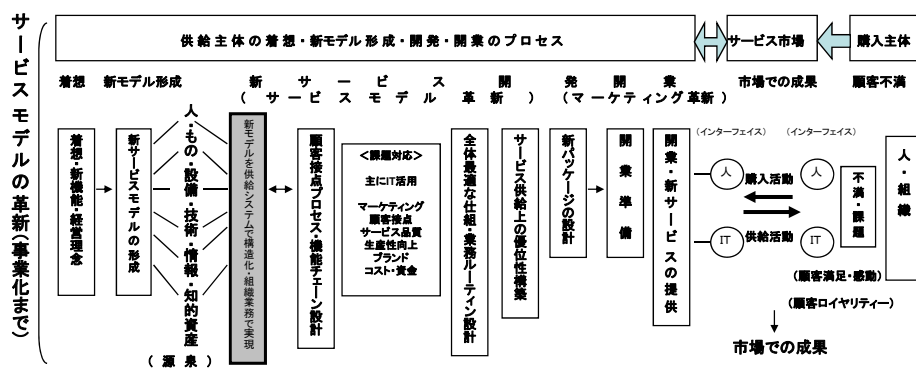 サービスモデルの革新(事業化まで)
供給主体の着想・新モデル形成・開発・開業のプロセス
サービス市場
購入主体
着想 新モデル形成
新サービス開発開業
市場での成果
顧客不満
(サービスモデル革新)
(マーケティング革新)
着想・新機能・経営理念
新サービスモデルの形成
人・もの・設備・技術・情報・知的資産
(源泉)
新モデルを供給システムで構造化・組織業務で実現
顧客接点プロセス・機能チェーン設計
<課題対応>
主にIT活用
マーケティング
顧客接点
サービス品質
生産性向上
ブランド
コスト・資金
全体最適な仕組・業務ルーティン設計
サービス供給上の優位性構築
新パッケージの設計
開業準備
開業・新サービスの提供
(インターフェイス)
(インターフェイス)
人
購入活動
人
IT
供給活動
IT
不満・課題
人・組織
(顧客満足・感動)
(顧客ロイヤリティー)
市場での成果